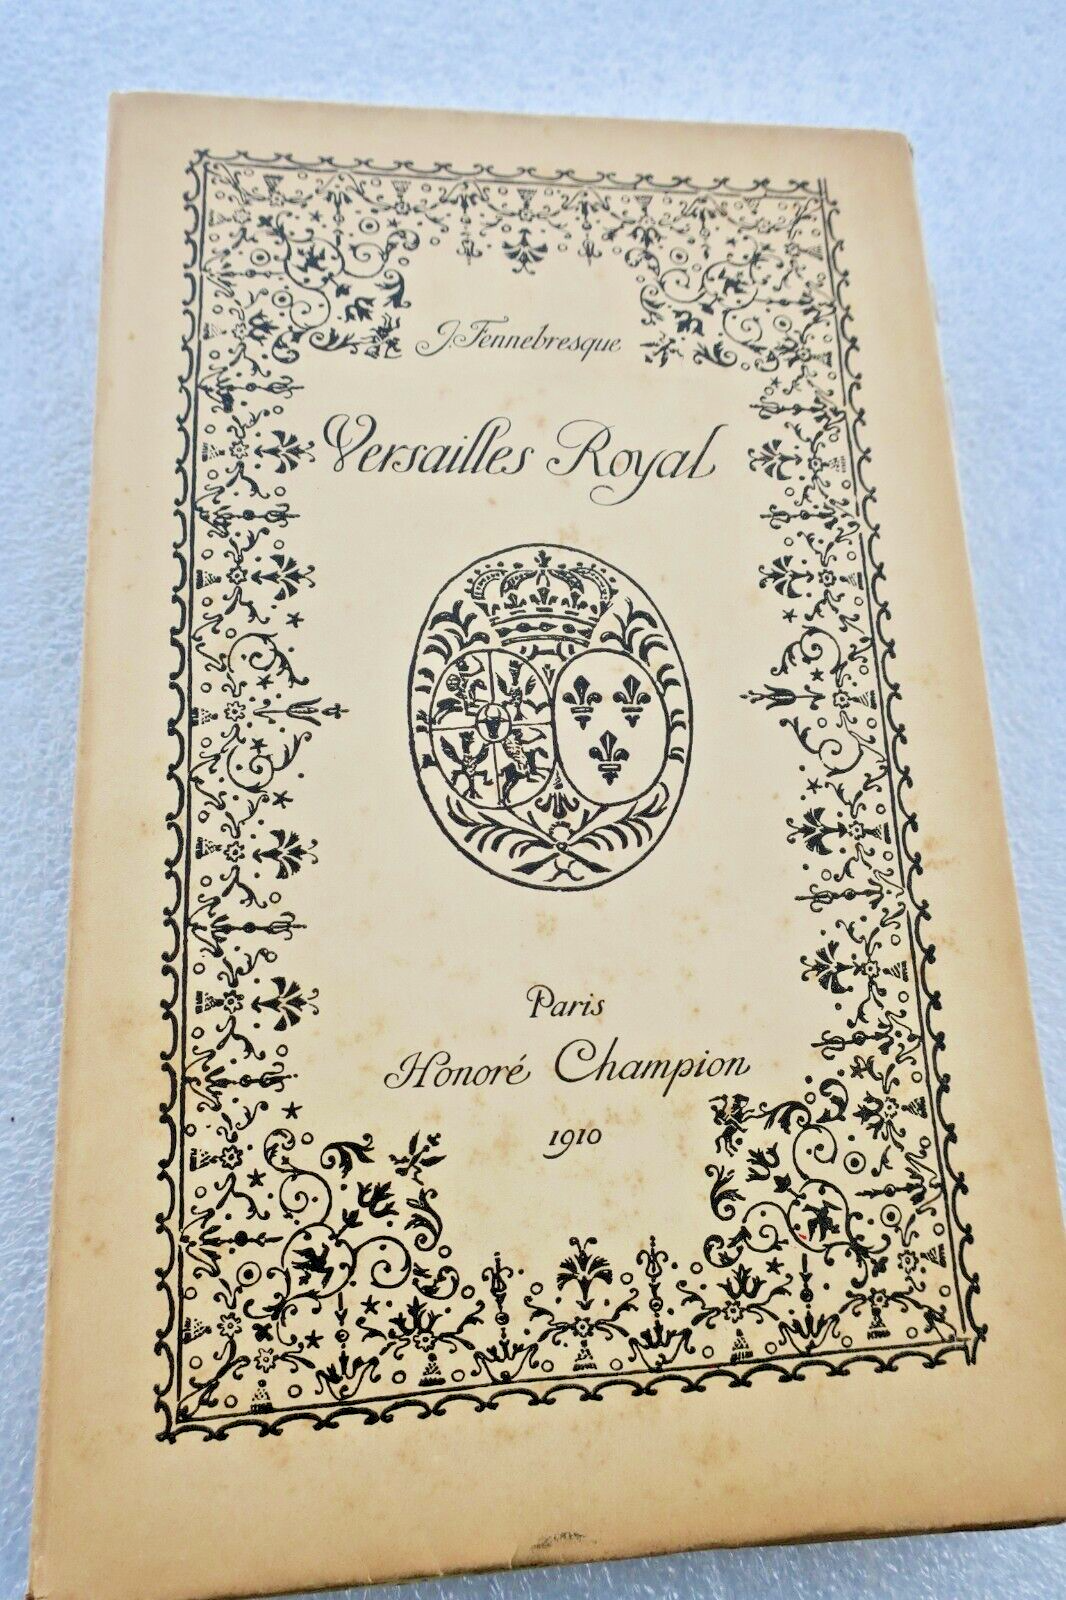 J. Fennebresque
Versailles Royal
Paris
Honoré Champion
1910